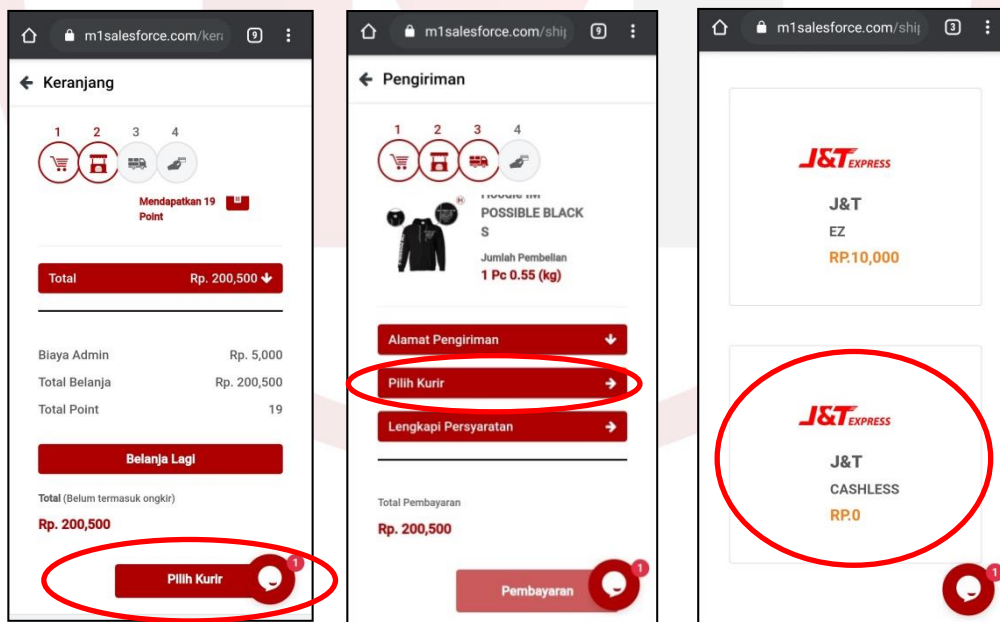 m1salesforce.com/ker
9
Keranjang
1 2 3 4
Mendapatkan 19
Point
Total Rp. 200,500
Biaya Admin Rp. 5,000
Total Belanja Rp. 200,500
Total Point 19
Belanja Lagi
Total (Belum termasuk ongkir)
Rp. 200,500
Pilih Kurir
1
m1salesforce.com/ship
9
Pengiriman
1 2 3 4
POSSIBLE BLACK
S
Jumlah Pembelian
1 Pc 0.55 (kg)
Alamat Pengiriman
Pilih Kurir
Lengkapi Persyaratan
Total Pembayaran
Rp. 200,500
Pembayaran
1
m1salesforce.com/ship
3
J&T EXPRESS
J&T
EZ
RP.10,000
J&T EXPRESS
J&T
CASHLESS
RP.0
1